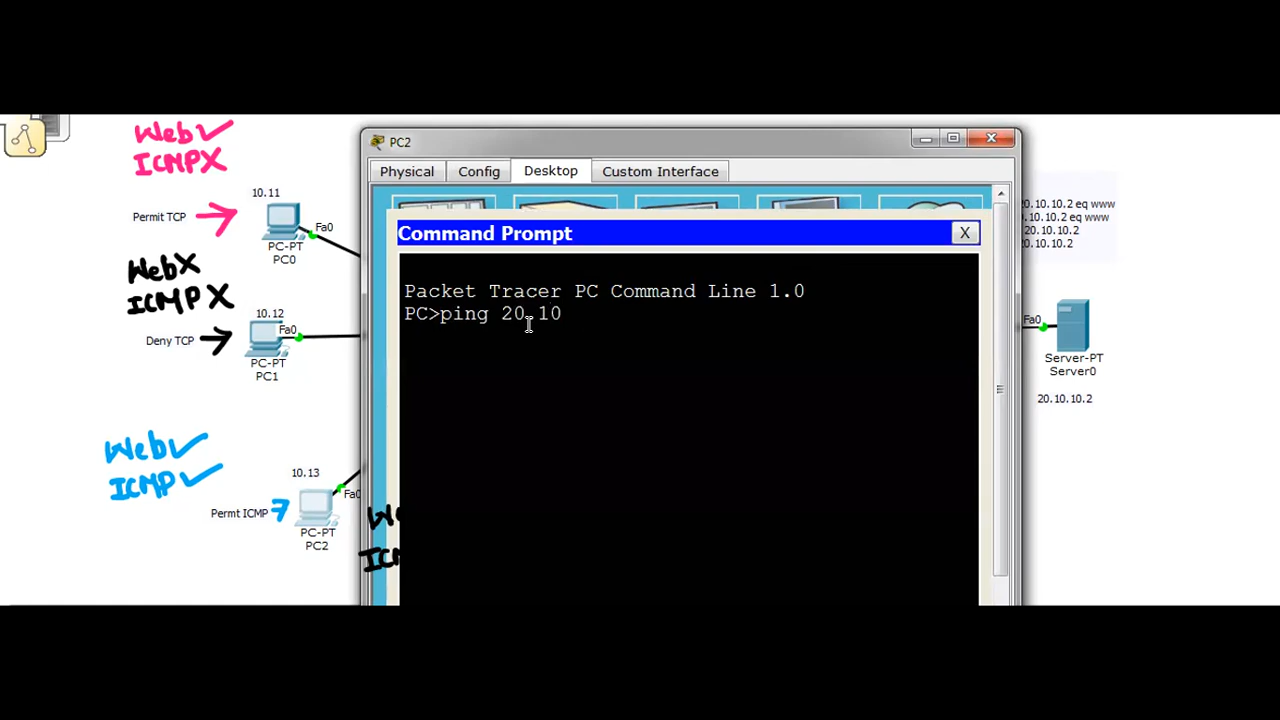 Web✓
ICMPX
10.11
Permit TCP
Fa0
PC-PT
PC0
WebX
ICMPX
10.12
Fa0
Deny TCP
PC-PT
PC1
Web✓
ICMP✓
10.13
Fa0
Permt ICMP
PC-PT
PC2
We
ICM
PC2
Physical
Config
Desktop
Custom Interface
Command Prompt
X
Packet Tracer PC Command Line 1.0
PC>ping 20.10
20.10.10.2 eq www
.10.10.2 eq www
20.10.10.2
.10.10.2
Fa0
Server-PT
Server0
20.10.10.2